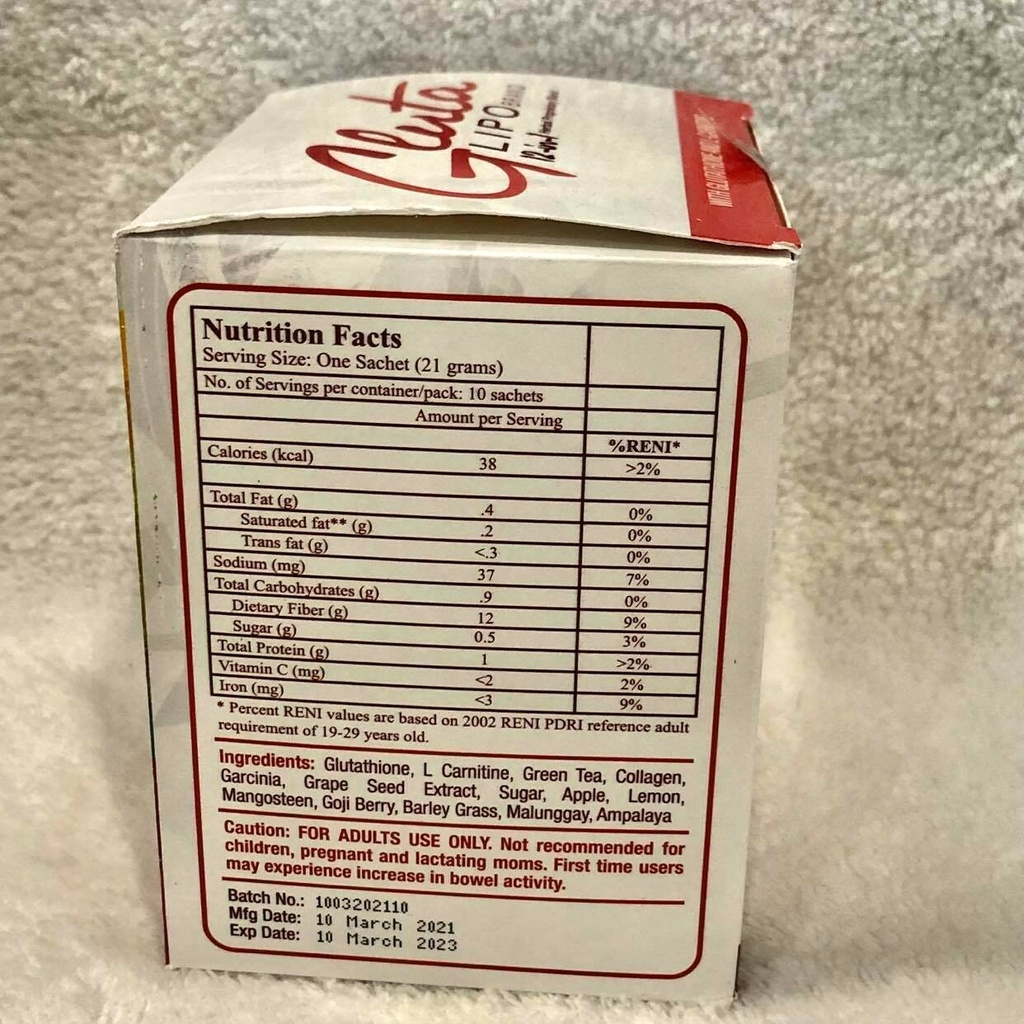 Gluta
LIPO BRAND
12-in-1
Nutrition Facts
Serving Size: One Sachet (21 grams)
No. of Servings per container/pack: 10 sachets
Amount per Serving
%RENI*
Calories (kcal) 38 >2%
Total Fat (g) .4 0%
Saturated fat** (g) .2 0%
Trans fat (g) <.3 0%
Sodium (mg) 37 7%
Total Carbohydrates (g) .9 0%
Dietary Fiber (g) 12 9%
Sugar (g) 0.5 3%
Total Protein (g) 1 >2%
Vitamin C (mg) <2 2%
Iron (mg) <3 9%
* Percent RENI values are based on 2002 RENI PDRI reference adult
requirement of 19-29 years old.
Ingredients: Glutathione, L Carnitine, Green Tea, Collagen,
Garcinia, Grape Seed Extract, Sugar, Apple, Lemon,
Mangosteen, Goji Berry, Barley Grass, Malunggay, Ampalaya
Caution: FOR ADULTS USE ONLY. Not recommended for
children, pregnant and lactating moms. First time users
may experience increase in bowel activity.
Batch No.: 1003202110
Mfg Date: 10 March 2021
Exp Date: 10 March 2023